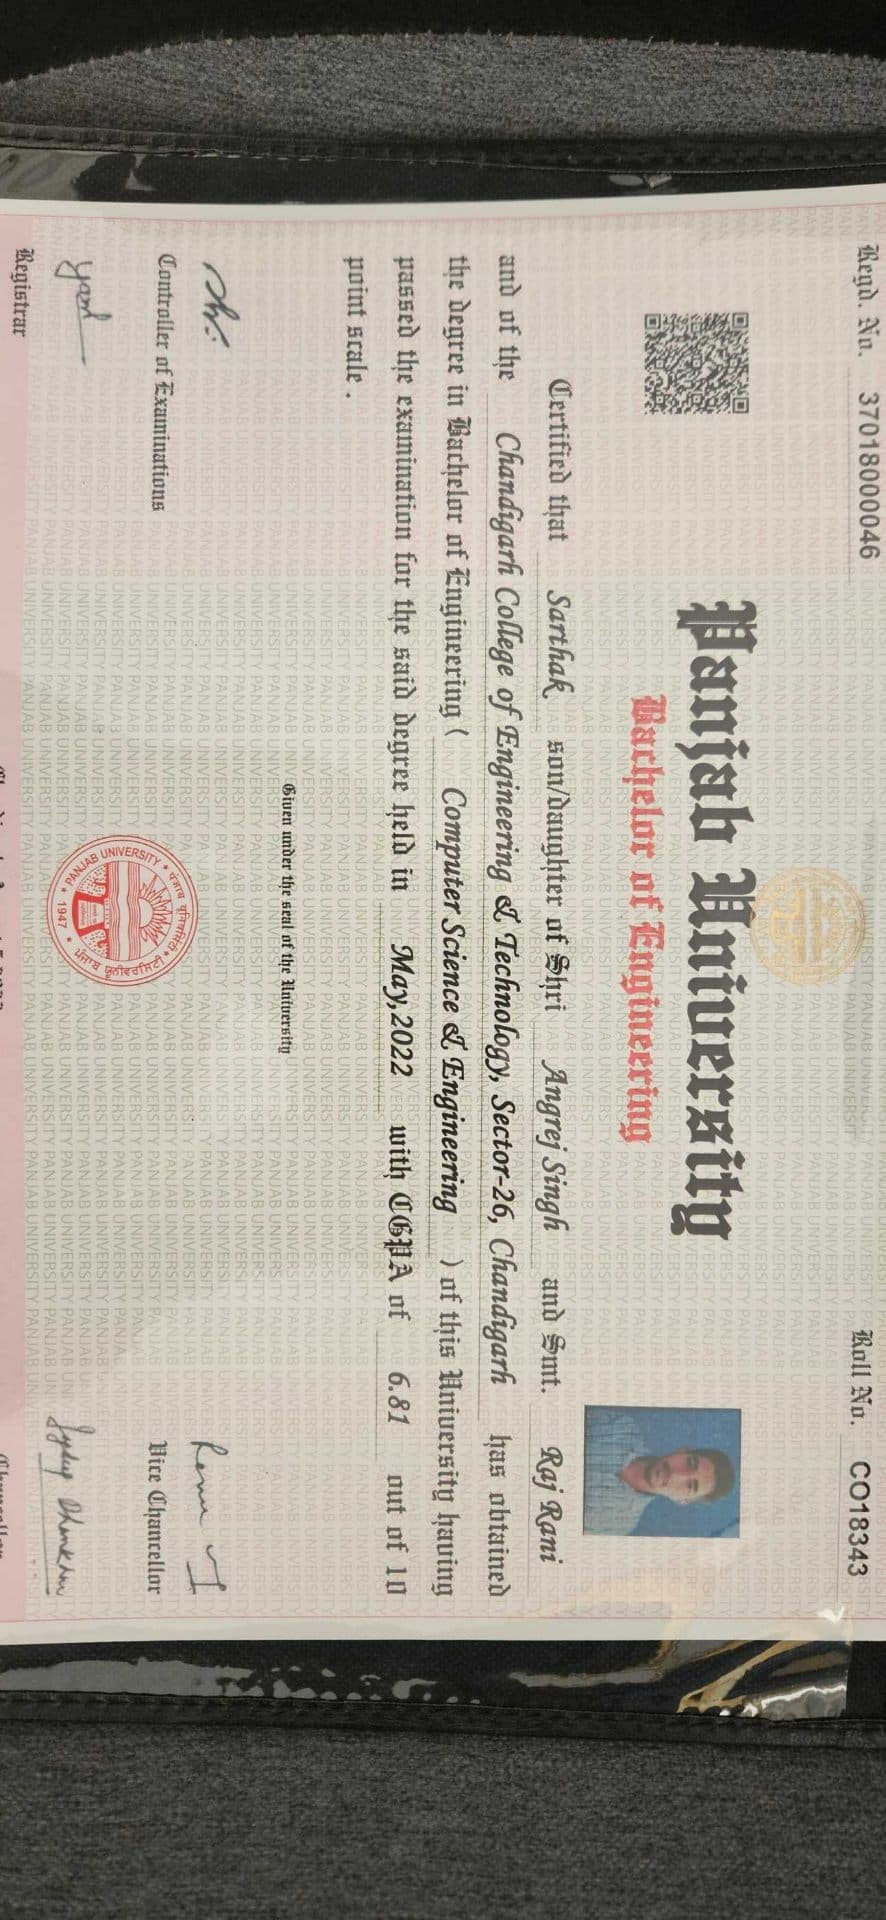 Regd. No. 37018000046
Roll No. CO18343
Panjab University
Bachelor of Engineering
Certified that Sarthak son/daughter of Shri Angrej Singh and Smt. Raj Rani
and of the Chandigarh College of Engineering & Technology, Sector-26, Chandigarh has obtained
the degree in Bachelor of Engineering ( Computer Science & Engineering ) of this University having
passed the examination for the said degree held in May,2022 with CGPA of 6.81 out of 10
point scale .
Given under the seal of the University
Controller of Examinations
Vice Chancellor
PANJAB UNIVERSITY
पंजाब यूनिवर्सिटी
ਪੰਜਾਬ ਯੂਨੀਵਰਸਿਟੀ
1947
Registrar